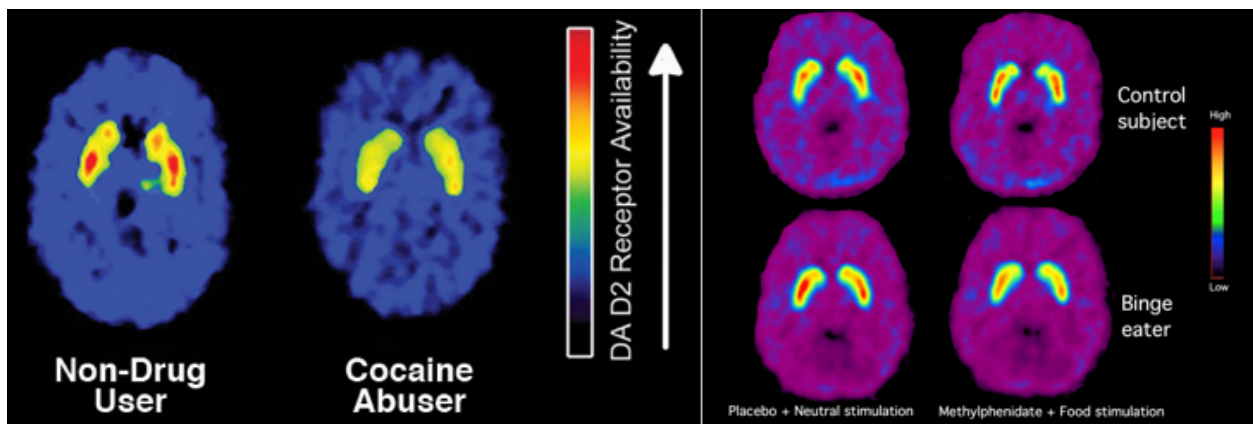 Non-Drug
User
Cocaine
Abuser
DA D2 Receptor Availability
Control
subject
High
Low
Binge
eater
Placebo + Neutral stimulation
Methylphenidate + Food stimulation